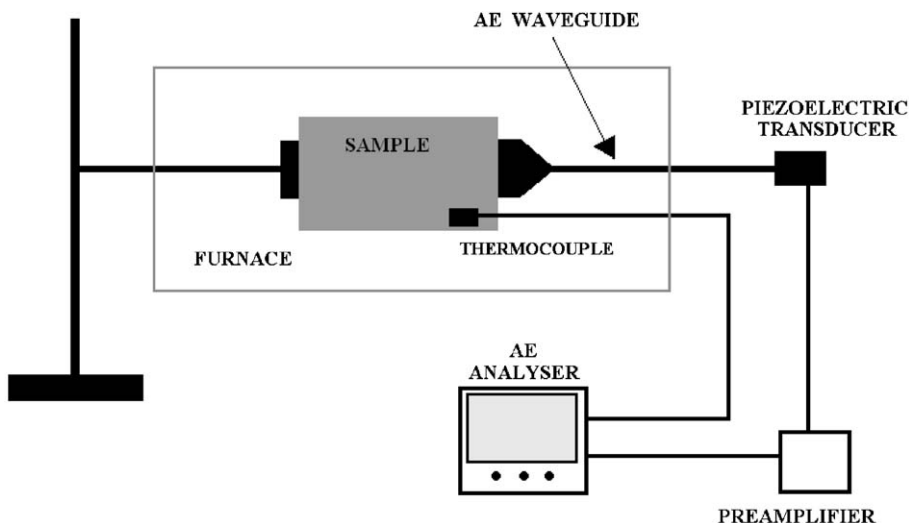 AE WAVEGUIDE
PIEZOELECTRIC
TRANSDUCER
SAMPLE
THERMOCOUPLE
FURNACE
AE
ANALYSER
PREAMPLIFIER